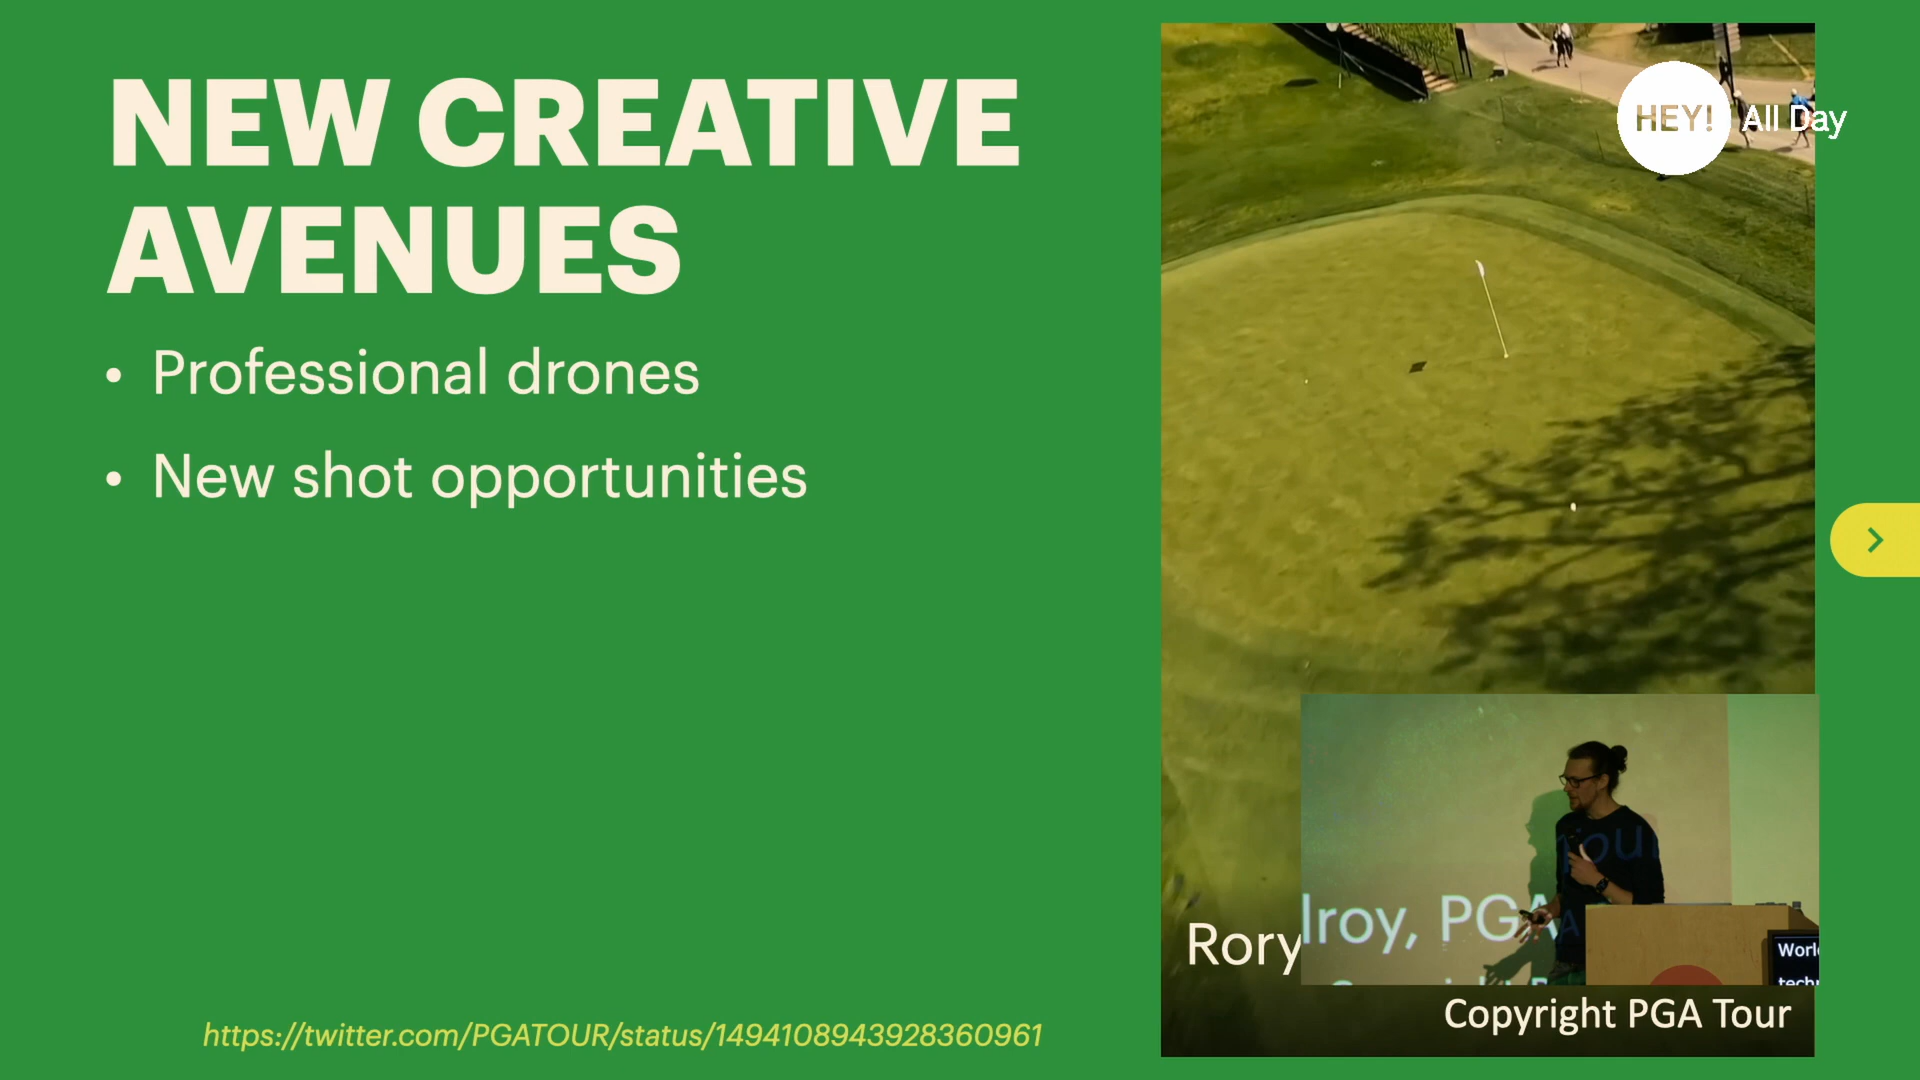 NEW CREATIVE
AVENUES
• Professional drones
• New shot opportunities
HEY! All Day
Rory
lroy, PGA
Copyright PGA Tour
https://twitter.com/PGATOUR/status/1494108943928360961